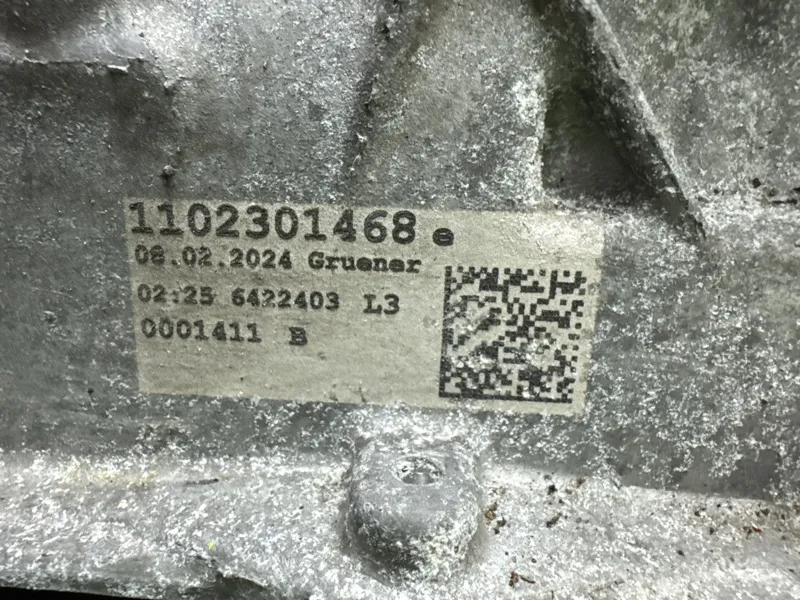 1102301468 e
08.02.2024 Gruener
02:25 6422403 L3
0001411 B